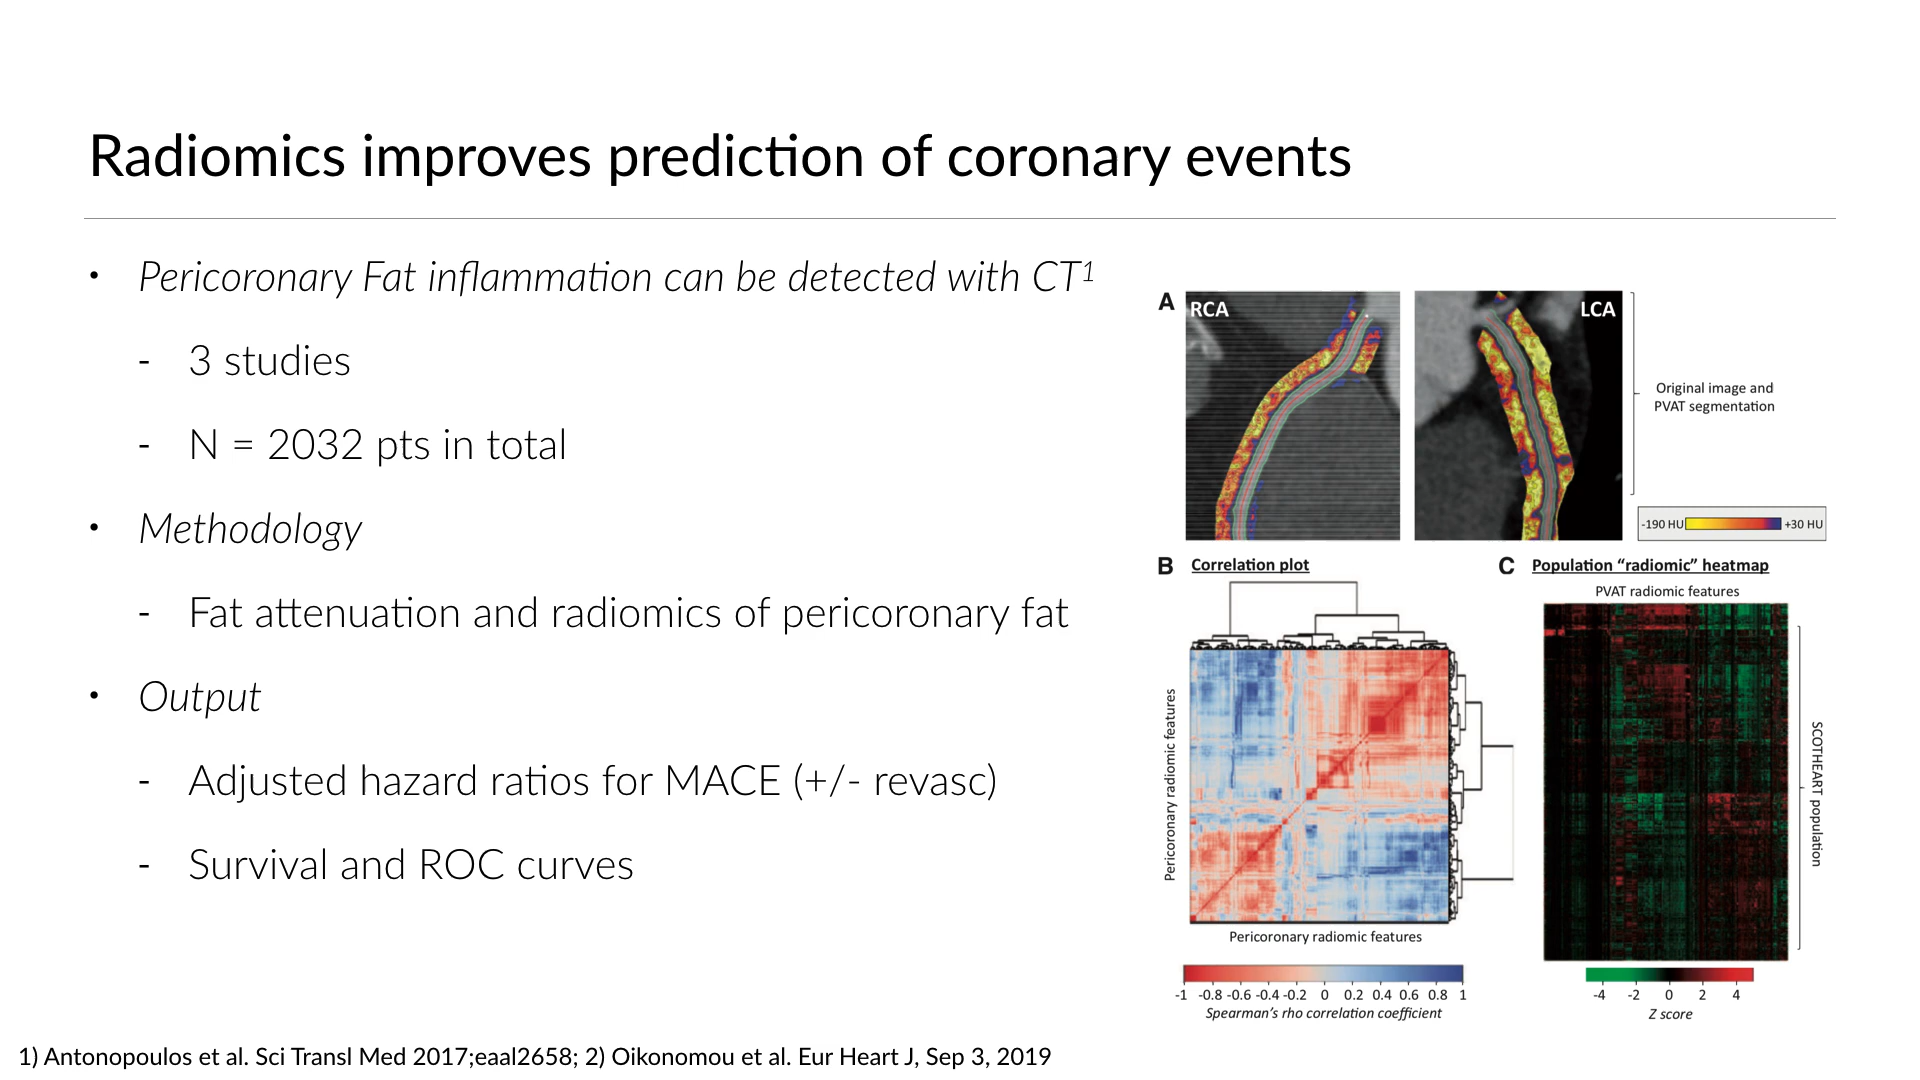 Radiomics improves prediction of coronary events
• Pericoronary Fat inflammation can be detected with CT1
- 3 studies
- N = 2032 pts in total
• Methodology
- Fat attenuation and radiomics of pericoronary fat
• Output
- Adjusted hazard ratios for MACE (+/- revasc)
- Survival and ROC curves
A
RCA
LCA
Original image and
PVAT segmentation
-190 HU
+30 HU
B
Correlation plot
Pericoronary radiomic features
Pericoronary radiomic features
-1 -0.8 -0.6 -0.4 -0.2 0 0.2 0.4 0.6 0.8 1
Spearman's rho correlation coefficient
C
Population “radiomic” heatmap
PVAT radiomic features
SCOTHEART population
-4 -2 0 2 4
Z score
1) Antonopoulos et al. Sci Transl Med 2017;eaal2658; 2) Oikonomou et al. Eur Heart J, Sep 3, 2019